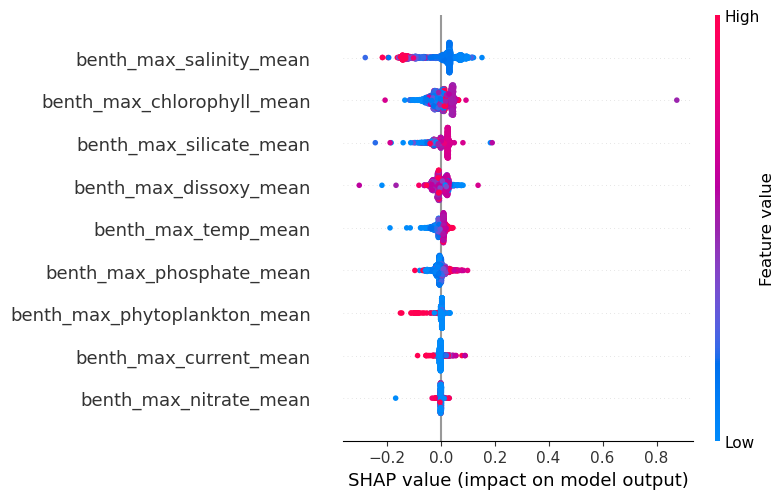 High
benth_max_salinity_mean
benth_max_chlorophyll_mean
benth_max_silicate_mean
benth_max_dissoxy_mean
benth_max_temp_mean
benth_max_phosphate_mean
benth_max_phytoplankton_mean
benth_max_current_mean
benth_max_nitrate_mean
Feature value
Low
−0.2 0.0 0.2 0.4 0.6 0.8
SHAP value (impact on model output)